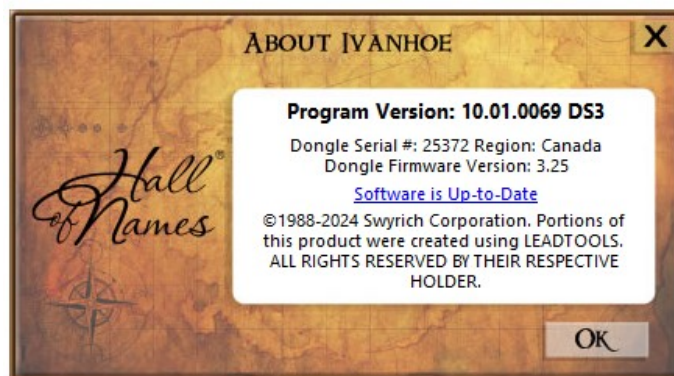 ABOUT IVANHOE
X
Program Version: 10.01.0069 DS3
Dongle Serial #: 25372 Region: Canada
Dongle Firmware Version: 3.25
Software is Up-to-Date
©1988-2024 Swyrich Corporation. Portions of
this product were created using LEADTOOLS.
ALL RIGHTS RESERVED BY THEIR RESPECTIVE
HOLDER.
Hall®
of Names
OK